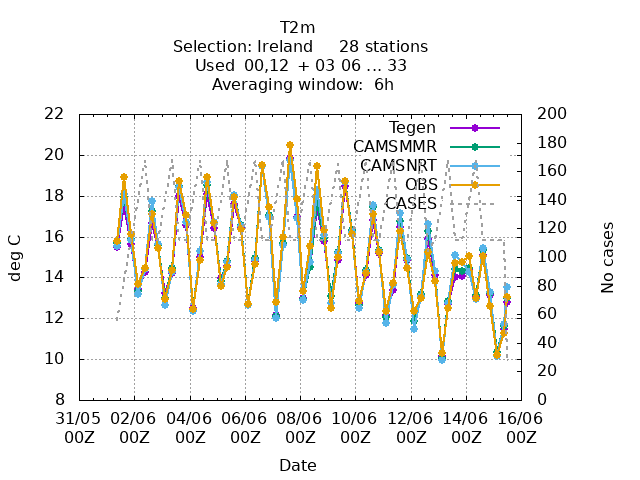 T2m
Selection: Ireland     28 stations
Used  00,12  + 03 06 ... 33
Averaging window:  6h
22
20
18
16
14
12
10
8
deg C
200
180
160
140
120
100
80
60
40
20
0
No cases
Tegen
CAMSMMR
CAMSNRT
OBS
CASES
31/05 02/06 04/06 06/06 08/06 10/06 12/06 14/06 16/06
00Z 00Z 00Z 00Z 00Z 00Z 00Z 00Z 00Z
Date